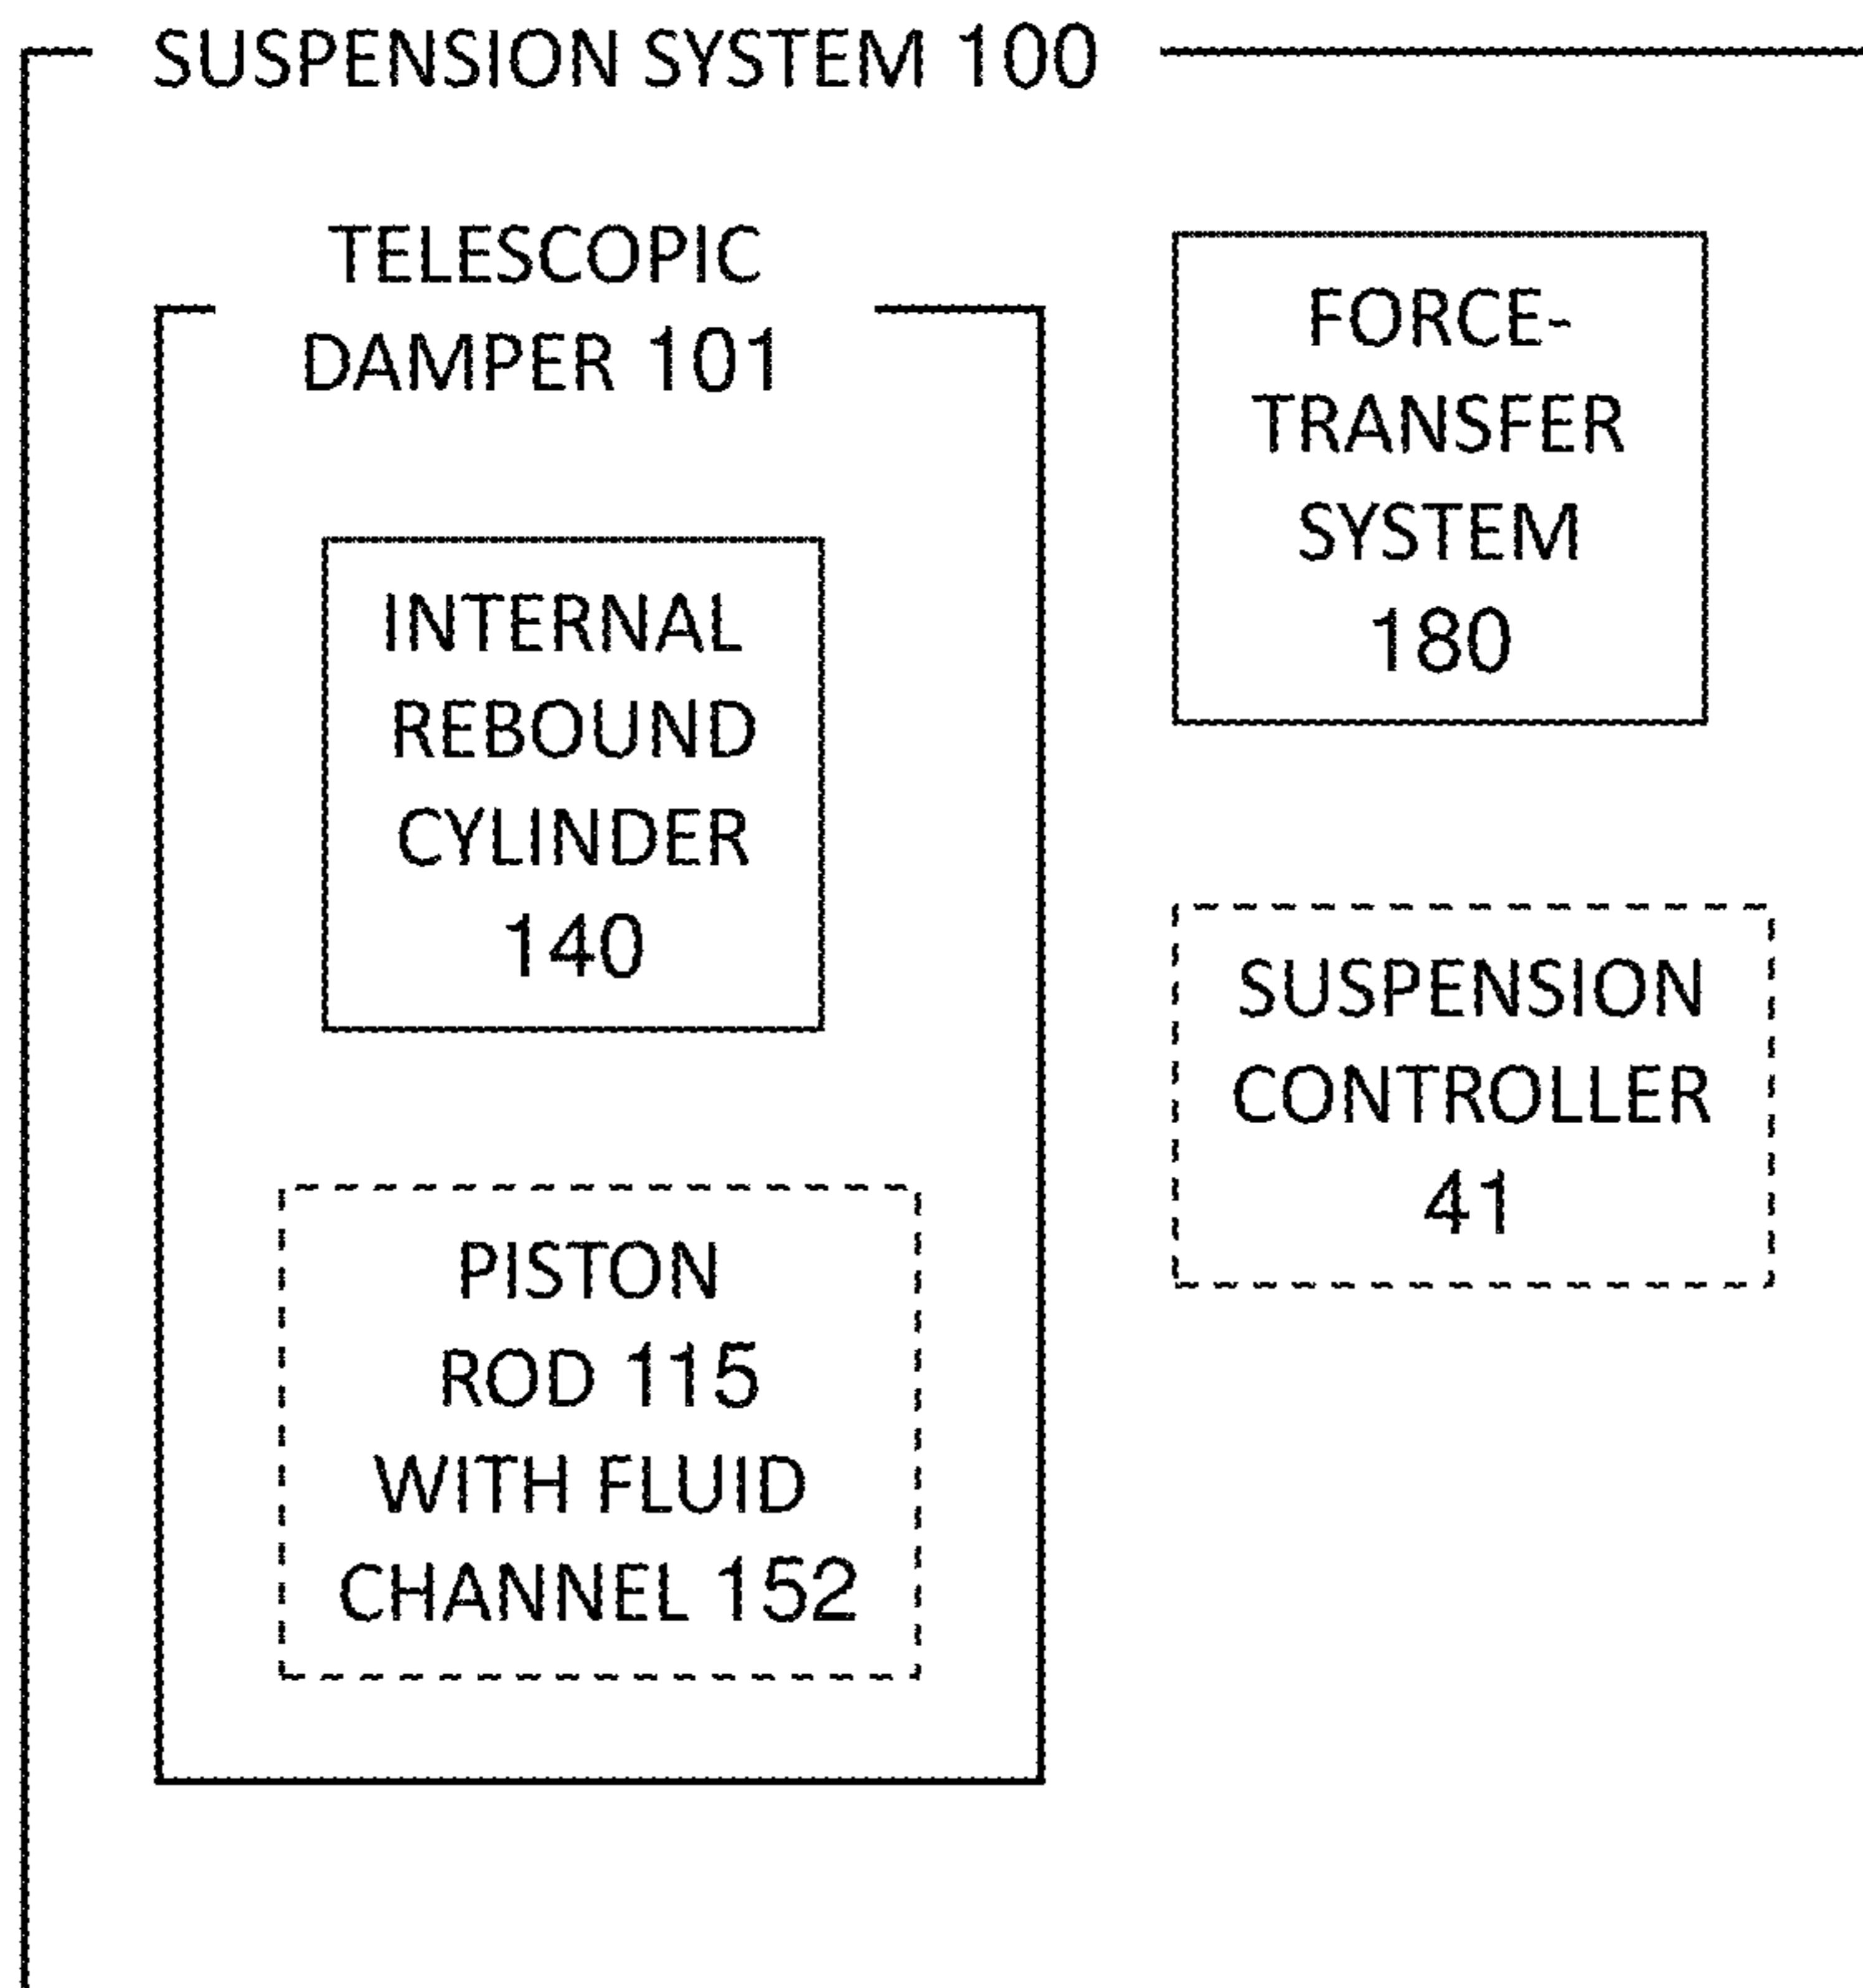 SUSPENSION SYSTEM 100
TELESCOPIC
DAMPER 101
INTERNAL
REBOUND
CYLINDER
140
PISTON
ROD 115
WITH FLUID
CHANNEL 152
FORCE-
TRANSFER
SYSTEM
180
SUSPENSION
CONTROLLER
41